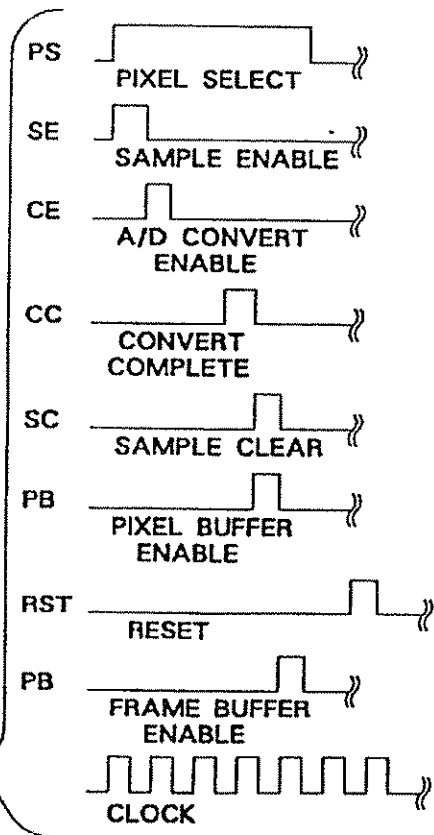 PS
PIXEL SELECT
SE
SAMPLE ENABLE
CE
A/D CONVERT
ENABLE
CC
CONVERT
COMPLETE
SC
SAMPLE CLEAR
PB
PIXEL BUFFER
ENABLE
RST
RESET
PB
FRAME BUFFER
ENABLE
CLOCK